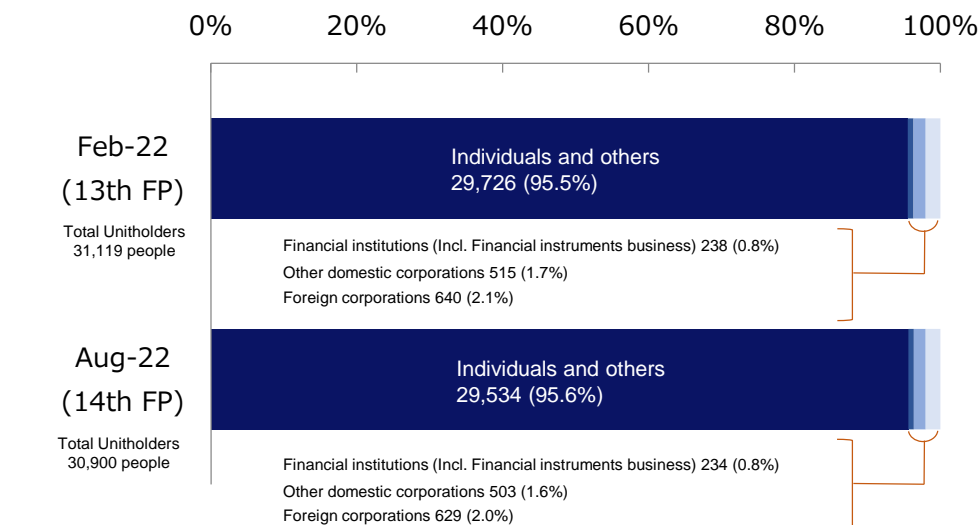 0% 20% 40% 60% 80% 100%
Feb-22
(13th FP)
Total Unitholders
31,119 people
Individuals and others
29,726 (95.5%)
Financial institutions (Incl. Financial instruments business) 238 (0.8%)
Other domestic corporations 515 (1.7%)
Foreign corporations 640 (2.1%)
Aug-22
(14th FP)
Total Unitholders
30,900 people
Individuals and others
29,534 (95.6%)
Financial institutions (Incl. Financial instruments business) 234 (0.8%)
Other domestic corporations 503 (1.6%)
Foreign corporations 629 (2.0%)